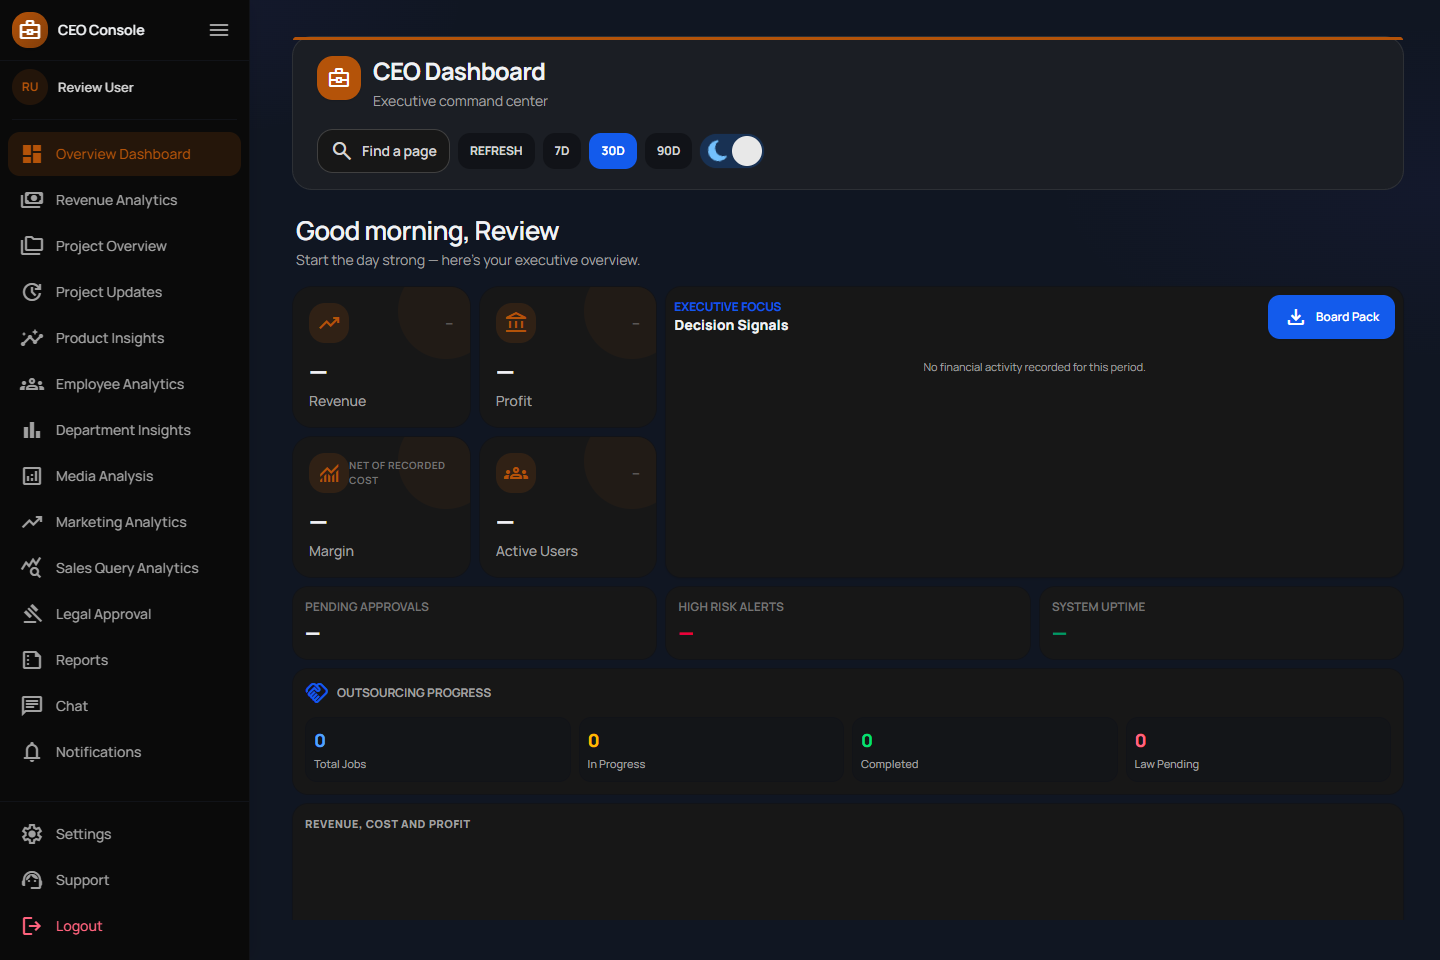 CEO Console
RU
Review User
Overview Dashboard
Revenue Analytics
Project Overview
Project Updates
Product Insights
Employee Analytics
Department Insights
Media Analysis
Marketing Analytics
Sales Query Analytics
Legal Approval
Reports
Chat
Notifications
Settings
Support
Logout
CEO Dashboard
Executive command center
Find a page
REFRESH
7D
30D
90D
Good morning, Review
Start the day strong — here's your executive overview.
–
—
Revenue
–
—
Profit
NET OF RECORDED
COST
—
Margin
–
—
Active Users
EXECUTIVE FOCUS
Decision Signals
Board Pack
No financial activity recorded for this period.
PENDING APPROVALS
—
HIGH RISK ALERTS
—
SYSTEM UPTIME
—
OUTSOURCING PROGRESS
0
Total Jobs
0
In Progress
0
Completed
0
Law Pending
REVENUE, COST AND PROFIT